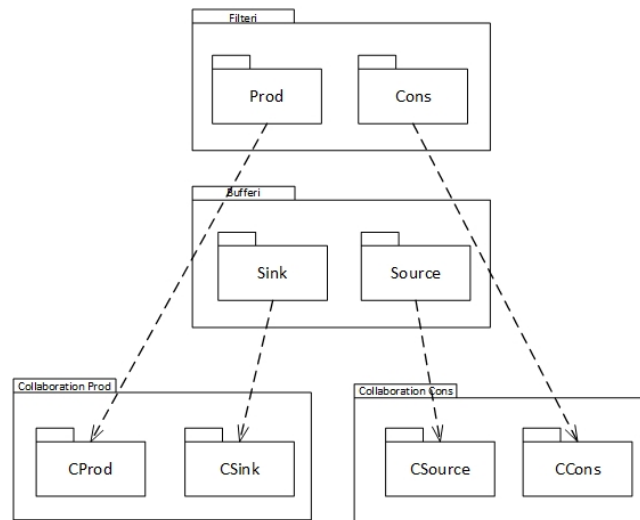 Filteri
Prod
Cons
Bufferi
Sink
Source
Collaboration Prod
Collaboration Cons
CProd
CSink
CSource
CCons